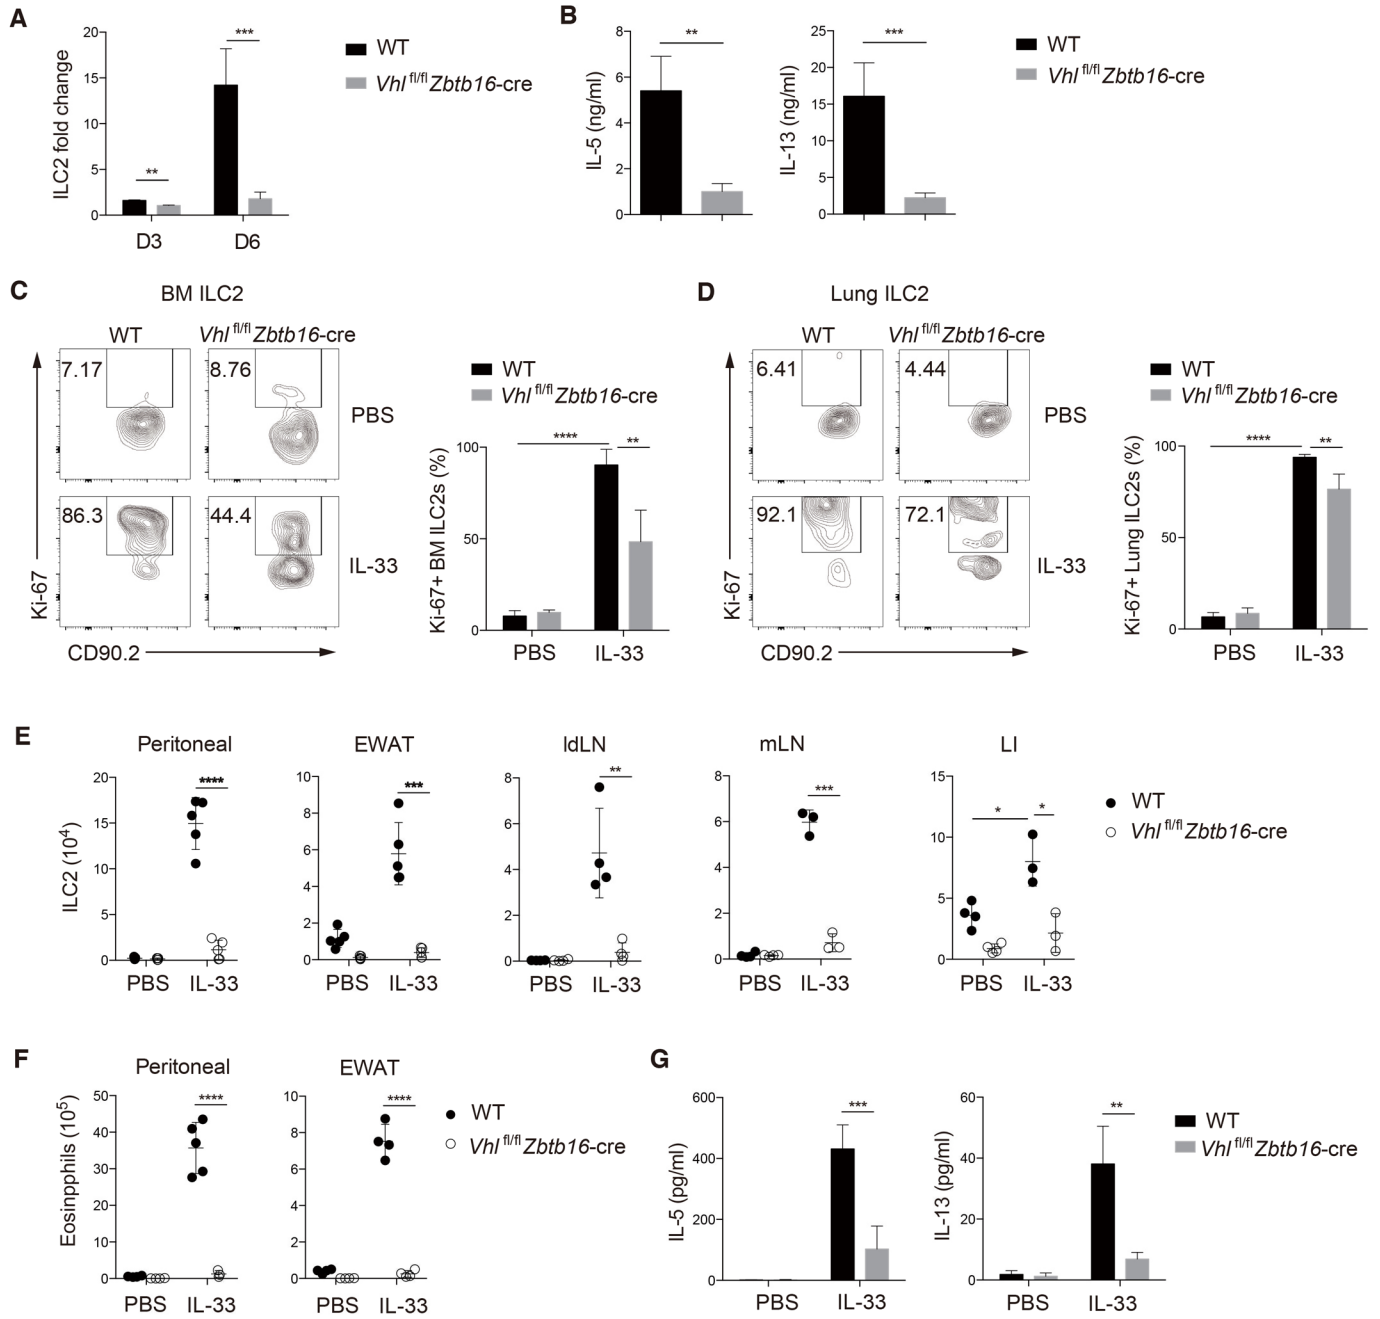 A
ILC2 fold change
20
15
10
5
0
**
***
D3
D6
WT
Vhl fl/fl Zbtb16-cre
B
IL-5 (ng/ml)
8
6
4
2
0
**
IL-13 (ng/ml)
25
20
15
10
5
0
***
WT
Vhl fl/fl Zbtb16-cre
C
BM ILC2
WT
Vhl fl/fl Zbtb16-cre
7.17
8.76
PBS
86.3
44.4
IL-33
Ki-67
CD90.2
WT
Vhl fl/fl Zbtb16-cre
Ki-67+ BM ILC2s (%)
100
50
0
****
**
PBS
IL-33
D
Lung ILC2
WT
Vhl fl/fl Zbtb16-cre
6.41
4.44
PBS
92.1
72.1
IL-33
Ki-67
CD90.2
WT
Vhl fl/fl Zbtb16-cre
Ki-67+ Lung ILC2s (%)
100
50
0
****
**
PBS
IL-33
E
Peritoneal
ILC2 (10⁴)
20
15
10
5
0
****
PBS
IL-33
EWAT
10
8
6
4
2
0
***
PBS
IL-33
ldLN
8
6
4
2
0
**
PBS
IL-33
mLN
8
6
4
2
0
***
PBS
IL-33
LI
15
10
5
0
*
*
PBS
IL-33
WT
Vhl fl/fl Zbtb16-cre
F
Peritoneal
Eosinpphils (10⁵)
50
40
30
20
10
0
****
PBS
IL-33
EWAT
10
8
6
4
2
0
****
PBS
IL-33
WT
Vhl fl/fl Zbtb16-cre
G
IL-5 (pg/ml)
600
400
200
0
***
PBS
IL-33
IL-13 (pg/ml)
60
40
20
0
**
PBS
IL-33
WT
Vhl fl/fl Zbtb16-cre